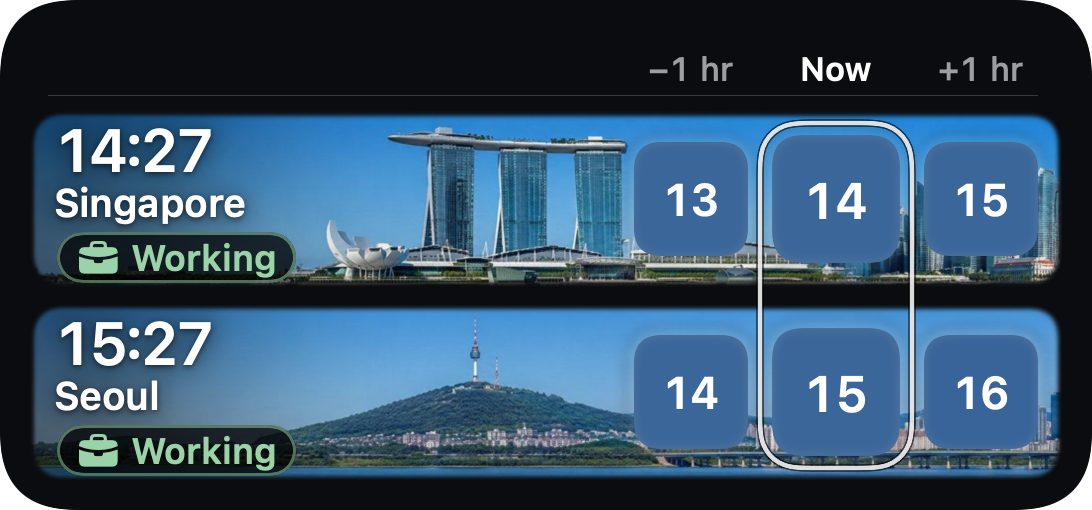 −1 hr Now +1 hr
14:27
Singapore
Working
13 14 15
15:27
Seoul
Working
14 15 16